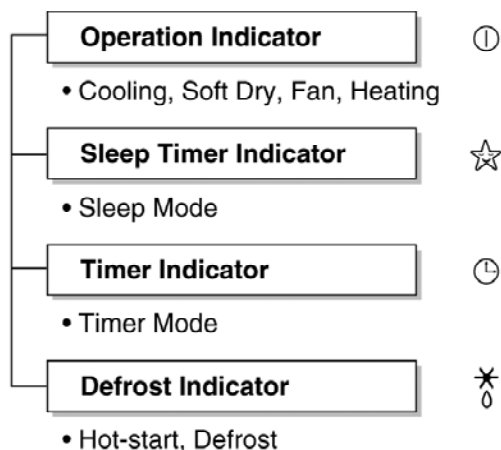 Operation Indicator
• Cooling, Soft Dry, Fan, Heating
Sleep Timer Indicator
• Sleep Mode
Timer Indicator
• Timer Mode
Defrost Indicator
• Hot-start, Defrost